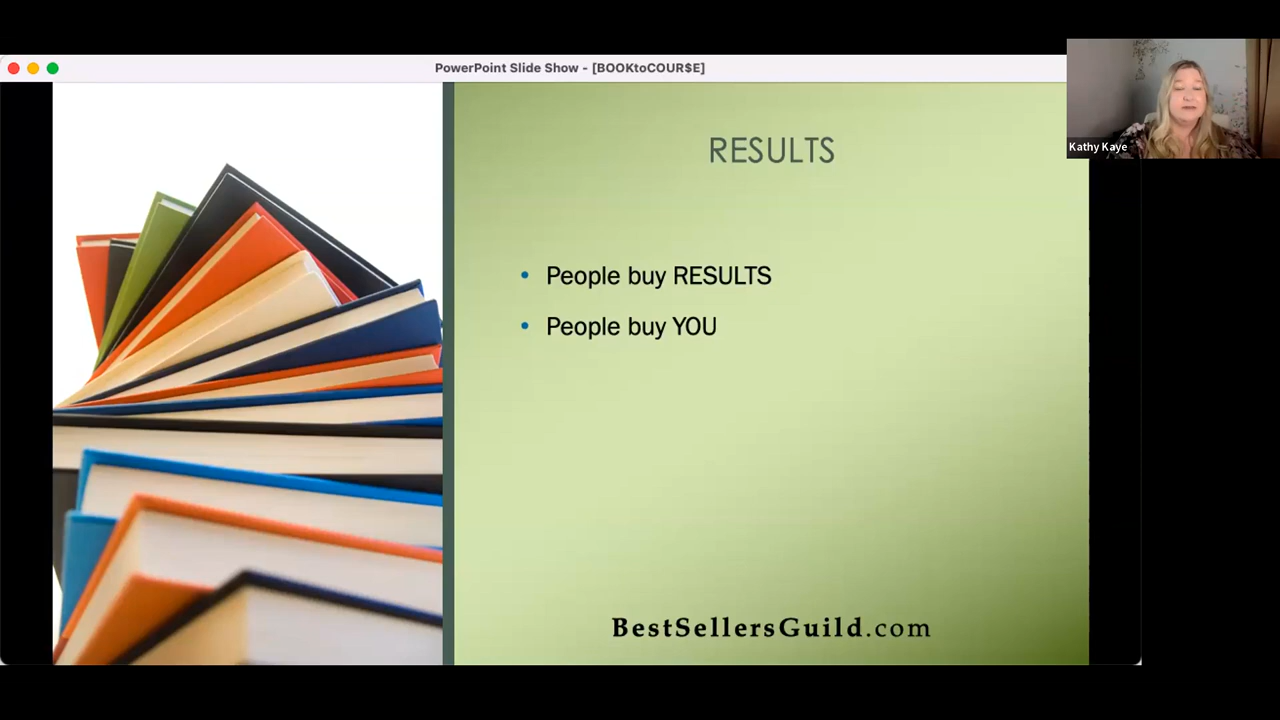 PowerPoint Slide Show - [BOOKtoCOUR$E]
Kathy Kaye
RESULTS
• People buy RESULTS
• People buy YOU
BestSellersGuild.com